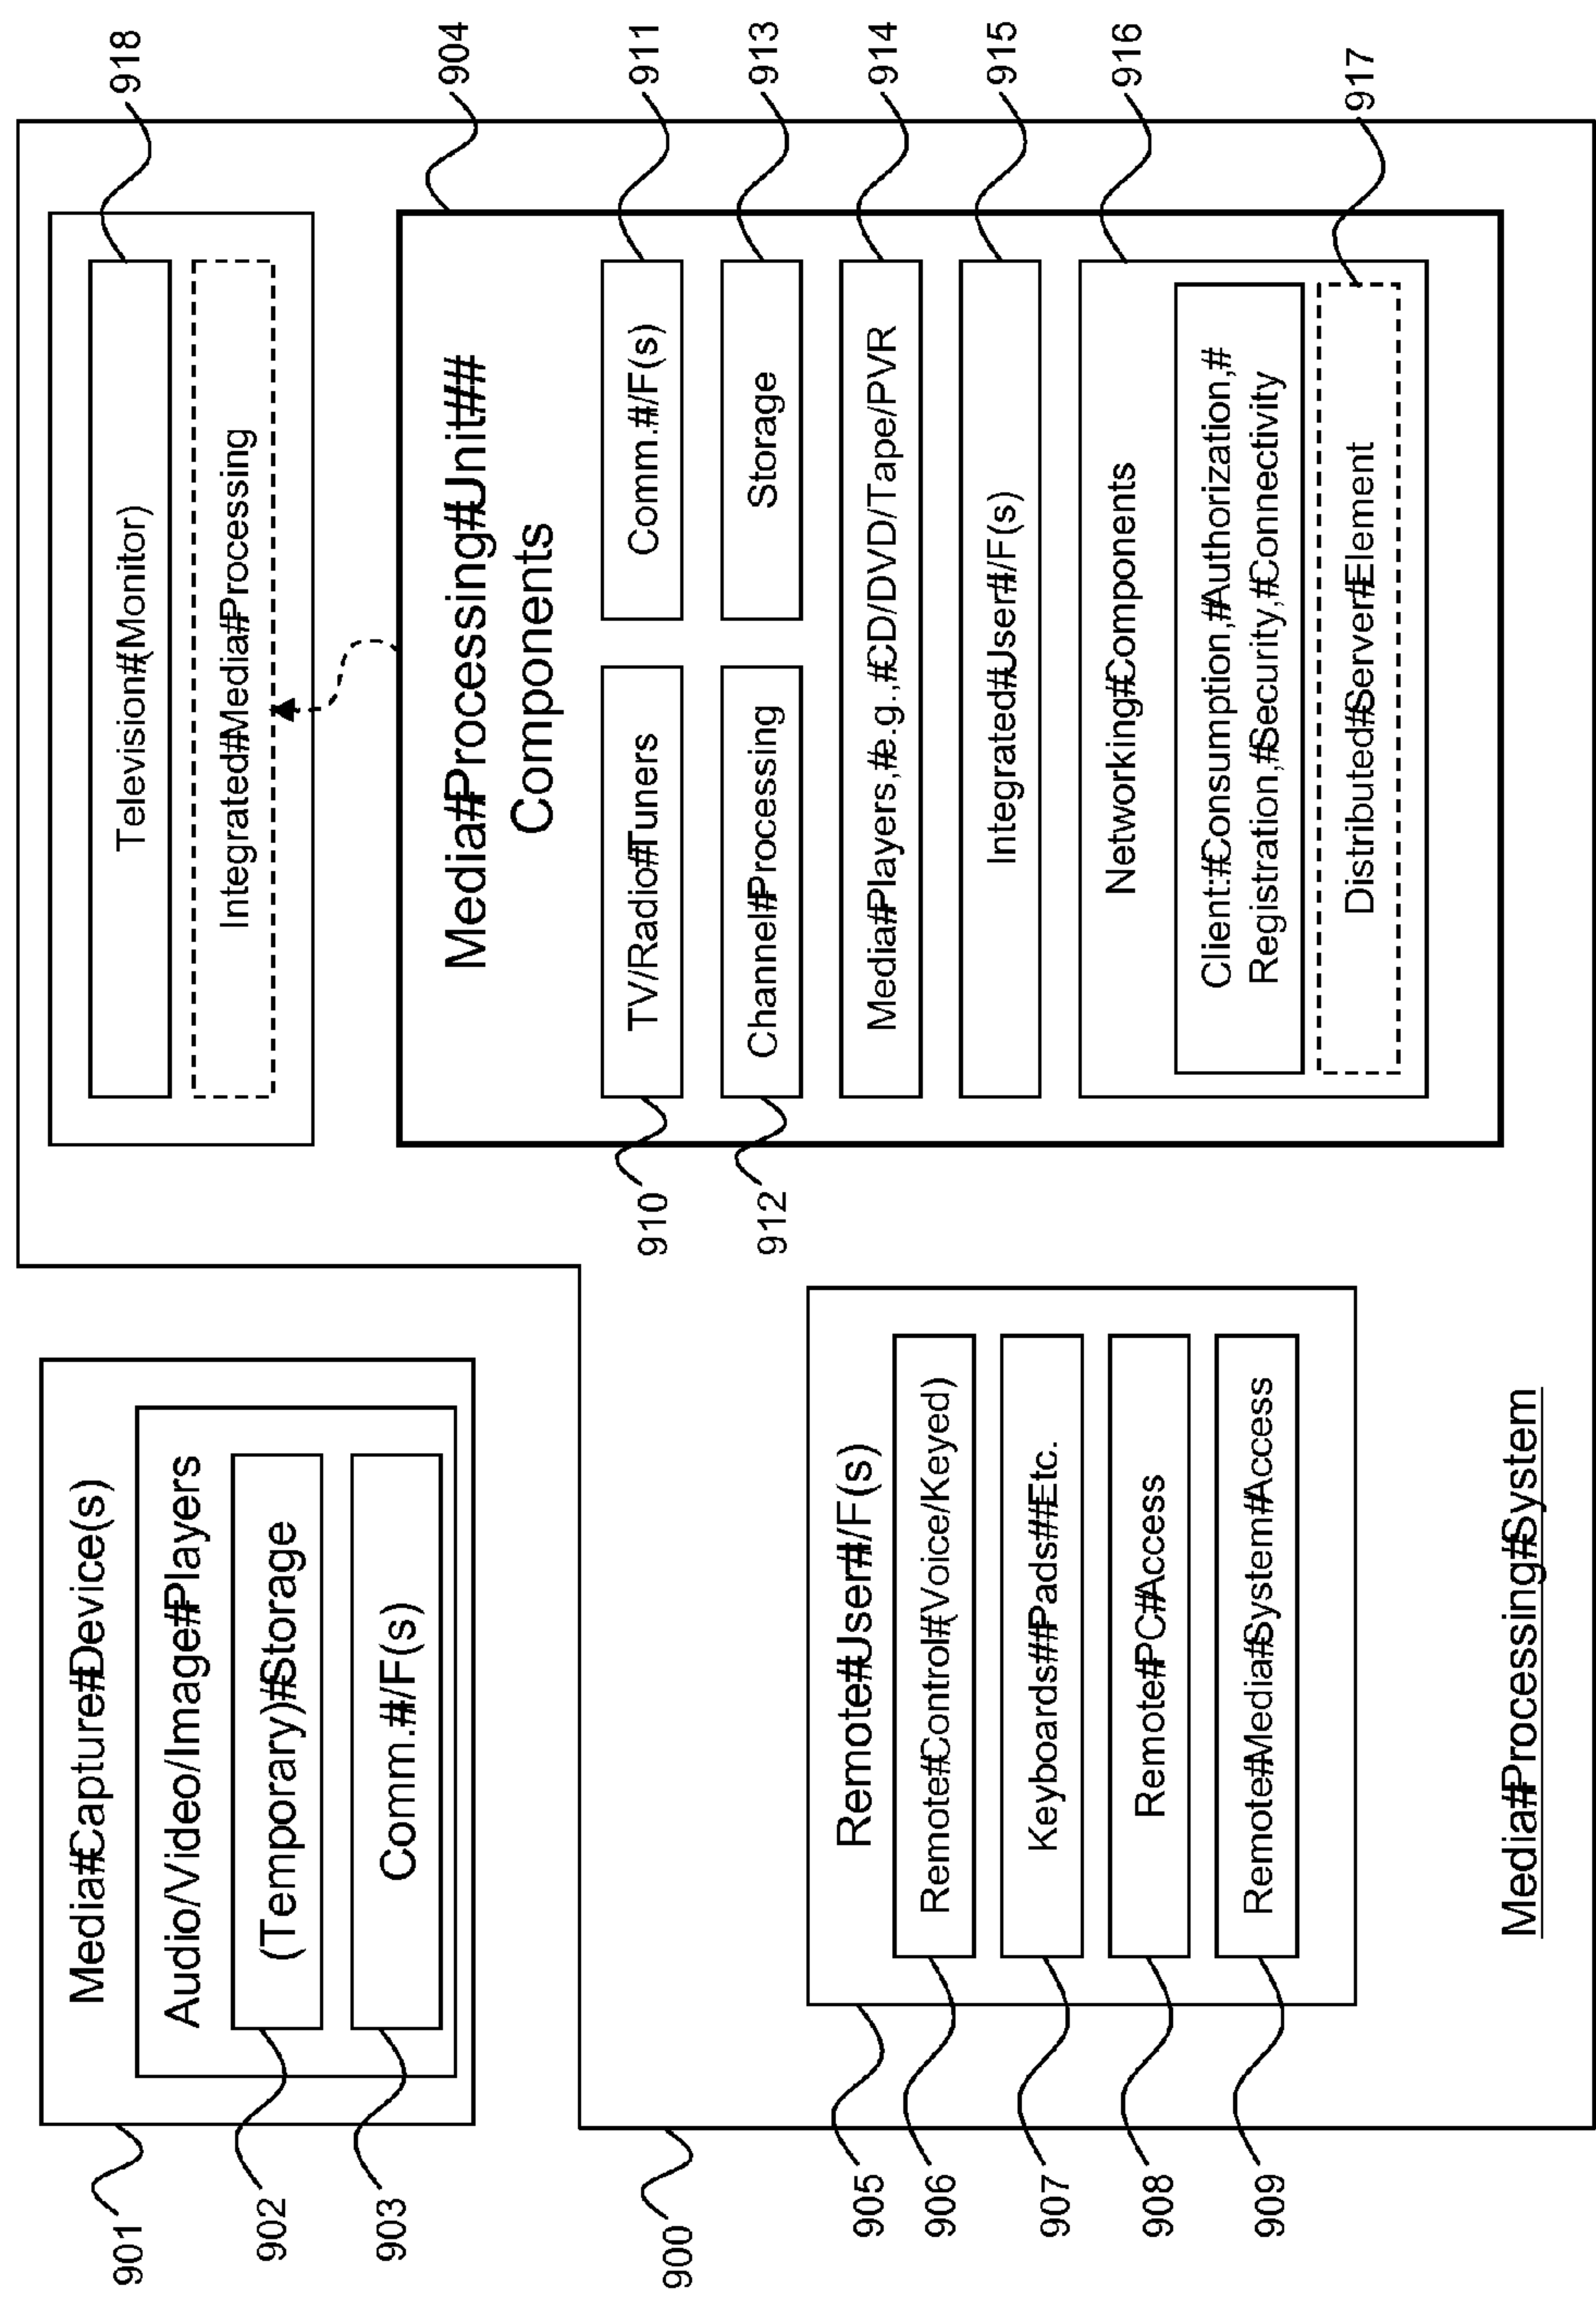 Media#Capture#Device(s)
Audio/Video/Image#Players
(Temporary)#Storage
Comm.#I/F(s)
901
902
903
900
Remote#User#I/F(s)
Remote#Control#(Voice/Keyed)
Keyboards##Pads##Etc.
Remote#PC#Access
Remote#Media#System#Access
905
906
907
908
909
Media#Processing#System
Television#(Monitor)
Integrated#Media#Processing
918
Media#Processing#Unit##
Components
904
TV/Radio#Tuners
Comm.#I/F(s)
910
911
Channel#Processing
Storage
912
913
Media#Players,#e.g.,#CD/DVD/Tape/PVR
914
Integrated#User#I/F(s)
915
Networking#Components
916
Client:#Consumption,#Authorization,#
Registration,#Security,#Connectivity
Distributed#Server#Element
917